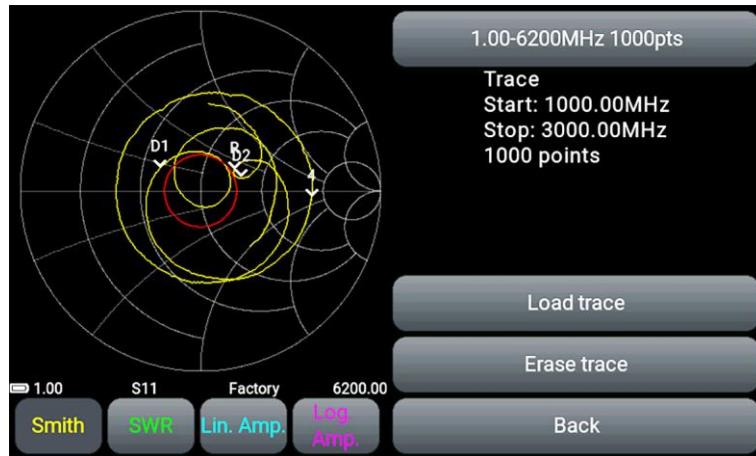 1.00-6200MHz 1000pts
Trace
Start: 1000.00MHz
Stop: 3000.00MHz
1000 points
D1
R
D2
4
Load trace
Erase trace
1.00 S11 Factory 6200.00
Smith
SWR
Lin. Amp.
Log.
Amp.
Back